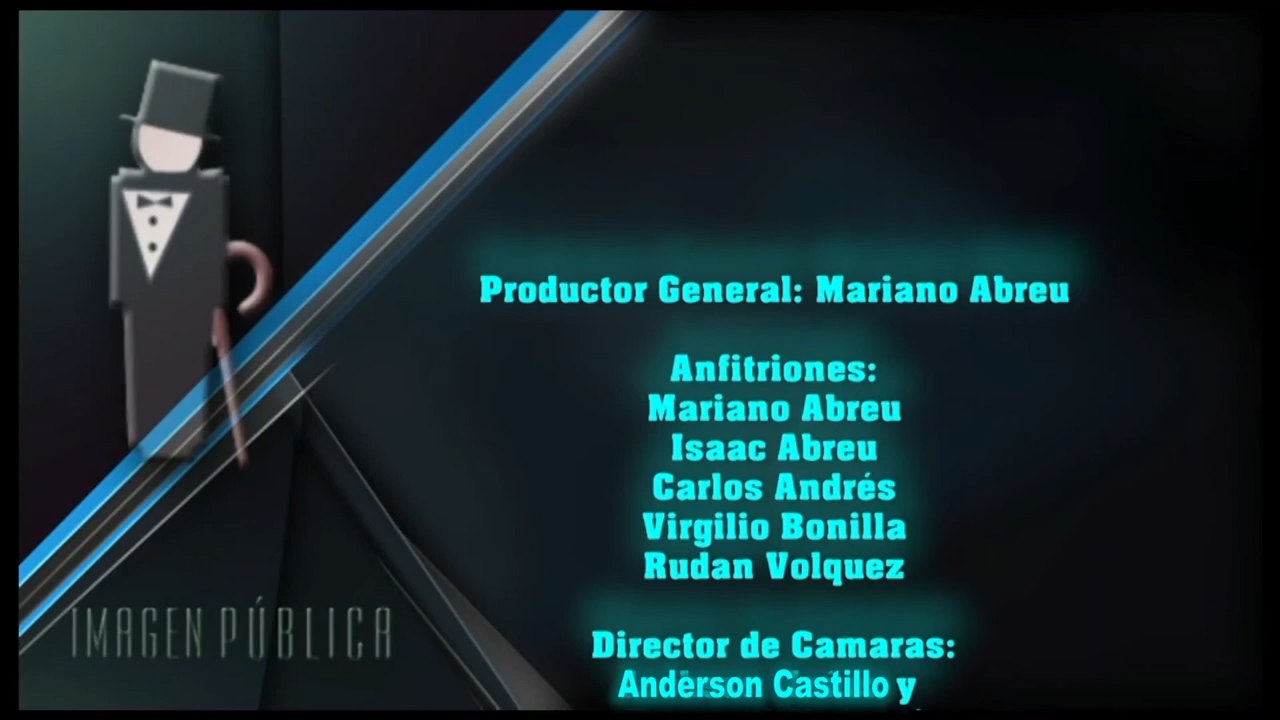 Productor General: Mariano Abreu
Anfitriones:
Mariano Abreu
Isaac Abreu
Carlos Andrés
Virgilio Bonilla
Rudan Volquez
Director de Camaras:
Anderson Castillo y
IMAGEN PÚBLICA